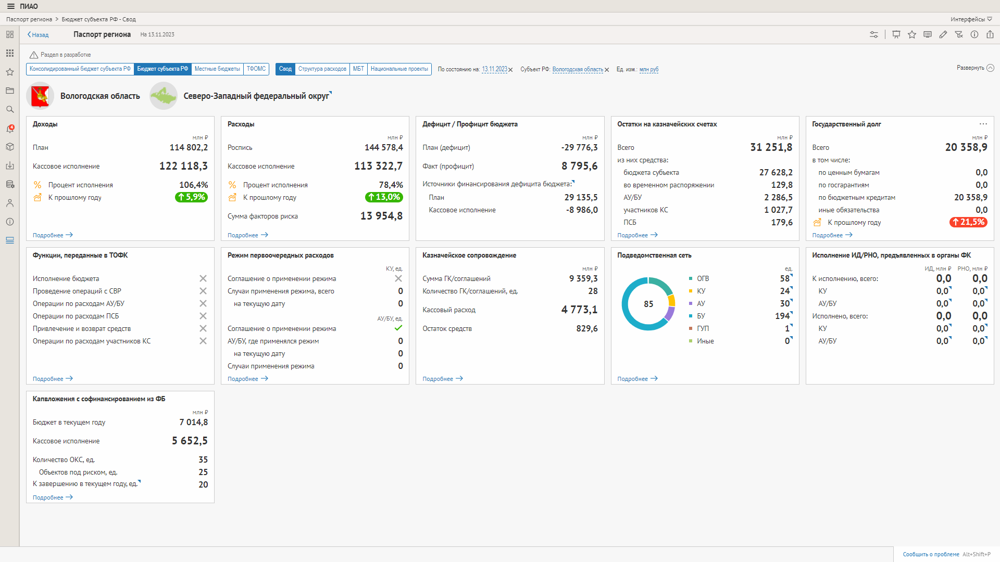 ПИАО
Паспорт региона > Бюджет субъекта РФ - Свод
Интерфейсы
Назад
Паспорт региона
На 13.11.2023
Раздел в разработке
Консолидированный бюджет субъекта РФ Бюджет субъекта РФ Местные бюджеты ТФОМС
Свод Структура расходов МБТ Национальные проекты
По состоянию на: 13.11.2023
Субъект РФ: Вологодская область
Ед. изм.: млн руб
Развернуть
Вологодская область
Северо-Западный федеральный округ
Доходы
млн ₽
План 114 802,2
Кассовое исполнение 122 118,3
% Процент исполнения 106,4%
К прошлому году 5,9%
Подробнее
Расходы
млн ₽
Роспись 144 578,4
Кассовое исполнение 113 322,7
% Процент исполнения 78,4%
К прошлому году 13,0%
Сумма факторов риска 13 954,8
Подробнее
Дефицит / Профицит бюджета
млн ₽
План (дефицит) -29 776,3
Факт (профицит) 8 795,6
Источники финансирования дефицита бюджета:
План 29 135,5
Кассовое исполнение -8 986,0
Остатки на казначейских счетах
млн ₽
Всего 31 251,8
из них средства:
бюджета субъекта 27 628,2
во временном распоряжении 129,8
АУ/БУ 2 286,5
участников КС 1 027,7
ПСБ 179,6
Подробнее
Государственный долг
млн ₽
Всего 20 358,9
в том числе:
по ценным бумагам 0,0
по госгарантиям 0,0
по бюджетным кредитам 20 358,9
иные обязательства 0,0
К прошлому году 21,5%
Подробнее
Функции, переданные в ТОФК
Исполнение бюджета
Проведение операций с СВР
Операции по расходам АУ/БУ
Операции по расходам ПСБ
Привлечение и возврат средств
Операции по расходам участников КС
Подробнее
Режим первоочередных расходов
КУ, ед.
Соглашение о применении режима
Случаи применения режима, всего 0
на текущую дату 0
АУ/БУ, ед.
Соглашение о применении режима
АУ/БУ, где применялся режим 0
на текущую дату 0
Случаи применения режима 0
Подробнее
Казначейское сопровождение
млн ₽
Сумма ГК/соглашений 9 359,3
Количество ГК/соглашений, ед. 28
Кассовый расход 4 773,1
Остаток средств 829,6
Подробнее
Подведомственная сеть
ед.
85
ОГВ 58
КУ 24
АУ 30
БУ 194
ГУП 1
Иные 0
Подробнее
Исполнение ИД/РНО, предъявленных в органы ФК
ИД, млн ₽ РНО, млн ₽
К исполнению, всего: 0,0 0,0
КУ 0,0 0,0
АУ/БУ 0,0 0,0
Исполнено, всего: 0,0 0,0
КУ 0,0 0,0
АУ/БУ 0,0 0,0
Капвложения с софинансированием из ФБ
млн ₽
Бюджет в текущем году 7 014,8
Кассовое исполнение 5 652,5
Количество ОКС, ед. 35
Объектов под риском, ед. 25
К завершению в текущем году, ед. 20
Подробнее
4
Сообщить о проблеме Alt+Shift+P